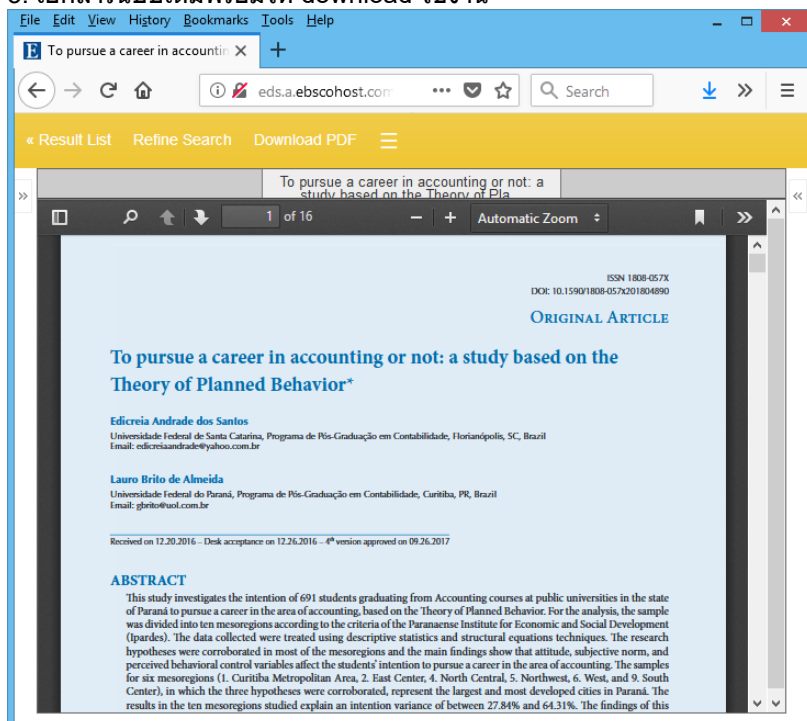 File Edit View History Bookmarks Tools Help
To pursue a career in accountin
eds.a.ebscohost.com
Search
« Result List Refine Search Download PDF
To pursue a career in accounting or not: a
study based on the Theory of Pla
1 of 16
Automatic Zoom
ISSN 1808-057X
DOI: 10.1590/1808-057x201804890
ORIGINAL ARTICLE
To pursue a career in accounting or not: a study based on the
Theory of Planned Behavior*
Edicreia Andrade dos Santos
Universidade Federal de Santa Catarina, Programa de Pós-Graduação em Contabilidade, Florianópolis, SC, Brazil
Email: edicreiaandrade@yahoo.com.br
Lauro Brito de Almeida
Universidade Federal do Paraná, Programa de Pós-Graduação em Contabilidade, Curitiba, PR, Brazil
Email: gbrito@uol.com.br
Received on 12.20.2016 – Desk acceptance on 12.26.2016 – 4th version approved on 09.26.2017
ABSTRACT
This study investigates the intention of 691 students graduating from Accounting courses at public universities in the state
of Paraná to pursue a career in the area of accounting, based on the Theory of Planned Behavior. For the analysis, the sample
was divided into ten mesoregions according to the criteria of the Paranaense Institute for Economic and Social Development
(Ipardes). The data collected were treated using descriptive statistics and structural equations techniques. The research
hypotheses were corroborated in most of the mesoregions and the main findings show that attitude, subjective norm, and
perceived behavioral control variables affect the students' intention to pursue a career in the area of accounting. The samples
for six mesoregions (1. Curitiba Metropolitan Area, 2. East Center, 4. North Central, 5. Northwest, 6. West, and 9. South
Center), in which the three hypotheses were corroborated, represent the largest and most developed cities in Paraná. The
results in the ten mesoregions studied explain an intention variance of between 27.84% and 64.31%. The findings of this